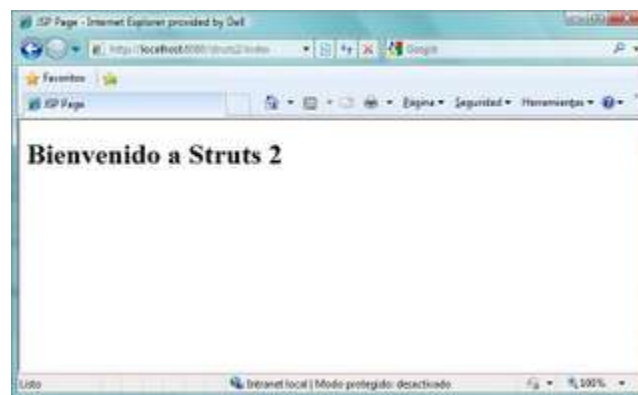 JSP Page - Internet Explorer provided by Dell
http://localhost:8080/struts2/index
Google
Favoritos
JSP Page
Página
Seguridad
Herramientas
Bienvenido a Struts 2
Listo
Intranet local | Modo protegido: desactivado
100%